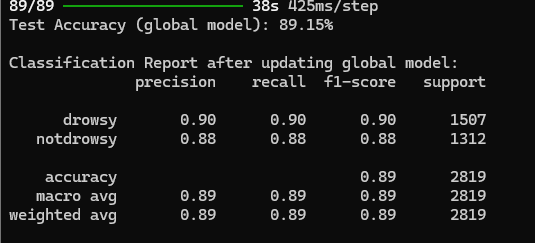 89/89 ━━━━━━━━━━━━━━━━━━━━ 38s 425ms/step
Test Accuracy (global model): 89.15%
Classification Report after updating global model:
precision recall f1-score support
drowsy 0.90 0.90 0.90 1507
notdrowsy 0.88 0.88 0.88 1312
accuracy 0.89 2819
macro avg 0.89 0.89 0.89 2819
weighted avg 0.89 0.89 0.89 2819